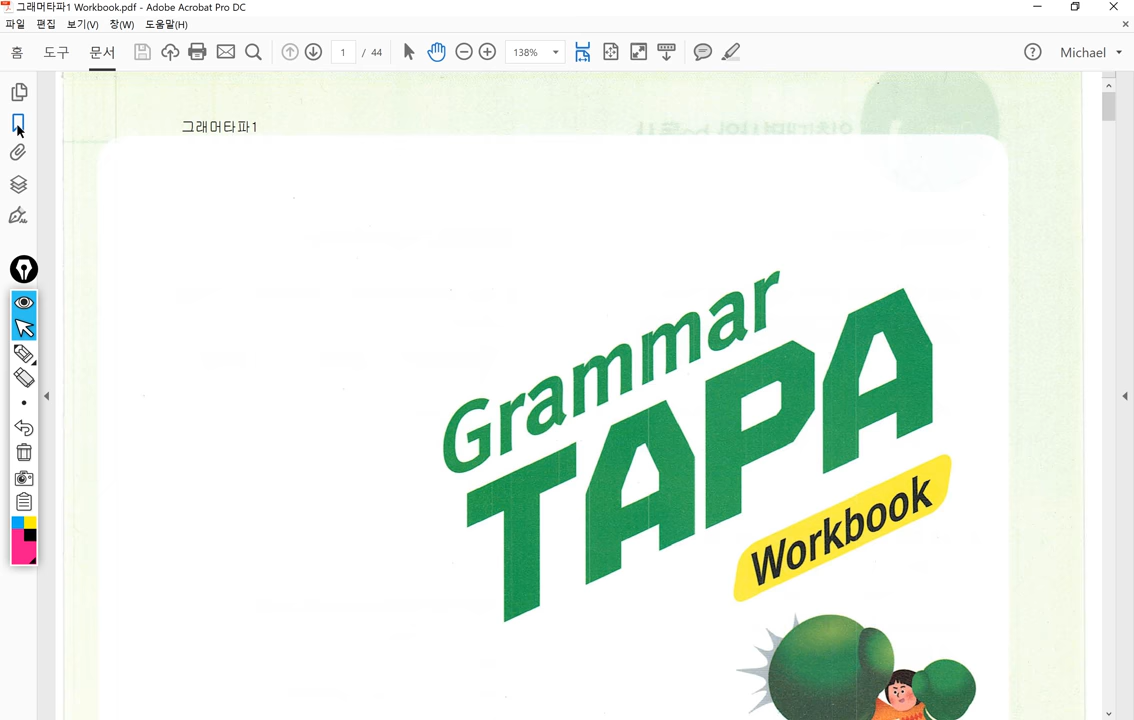 그래머타파1 Workbook.pdf - Adobe Acrobat Pro DC
파일 편집 보기(V) 창(W) 도움말(H)
홈 도구 문서 1 / 44 138% Michael
그래머타파1
Grammar
TAPA
Workbook